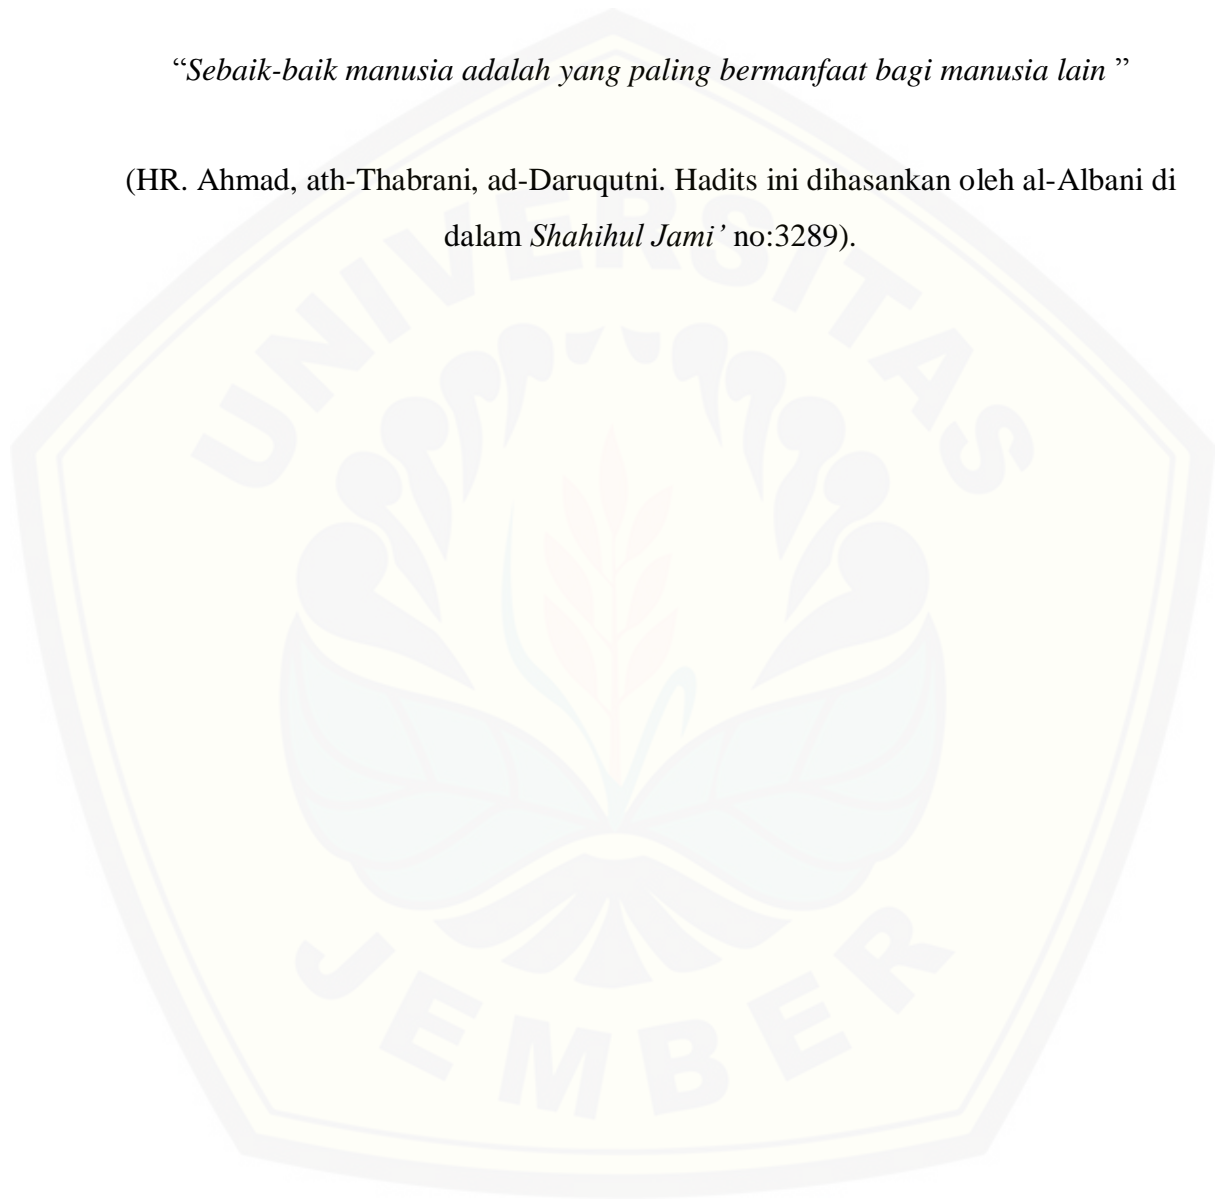 “Sebaik-baik manusia adalah yang paling bermanfaat bagi manusia lain ”
(HR. Ahmad, ath-Thabrani, ad-Daruqutni. Hadits ini dihasankan oleh al-Albani di
dalam Shahihul Jami’ no:3289).
UNIVERSITAS
JEMBER